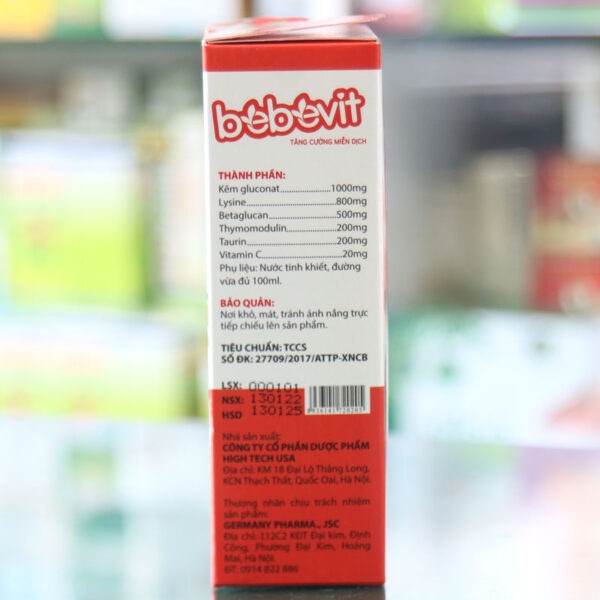 bebevit
TĂNG CƯỜNG MIỄN DỊCH
THÀNH PHẦN:
Kẽm gluconat.....................1000mg
Lysine.................................800mg
Betaglucan.........................500mg
Thymomodulin..................200mg
Taurin.................................200mg
Vitamin C.............................20mg
Phụ liệu: Nước tinh khiết, đường
vừa đủ 100ml.
BẢO QUẢN:
Nơi khô, mát, tránh ánh nắng trực
tiếp chiếu lên sản phẩm.
TIÊU CHUẨN: TCCS
SỐ ĐK: 27709/2017/ATTP-XNCB
LSX: 000101
NSX: 130122
HSD 130125
Nhà sản xuất:
CÔNG TY CỔ PHẦN DƯỢC PHẨM
HIGH TECH USA
Địa chỉ: KM 18 Đại Lộ Thăng Long,
KCN Thạch Thất, Quốc Oai, Hà Nội.
Thương nhân chịu trách nhiệm
sản phẩm:
GERMANY PHARMA., JSC
Địa chỉ: 112C2 KĐT Đại kim, Định
Công, Phường Đại Kim, Hoàng
Mai, Hà Nội.
ĐT: 0914 822 886